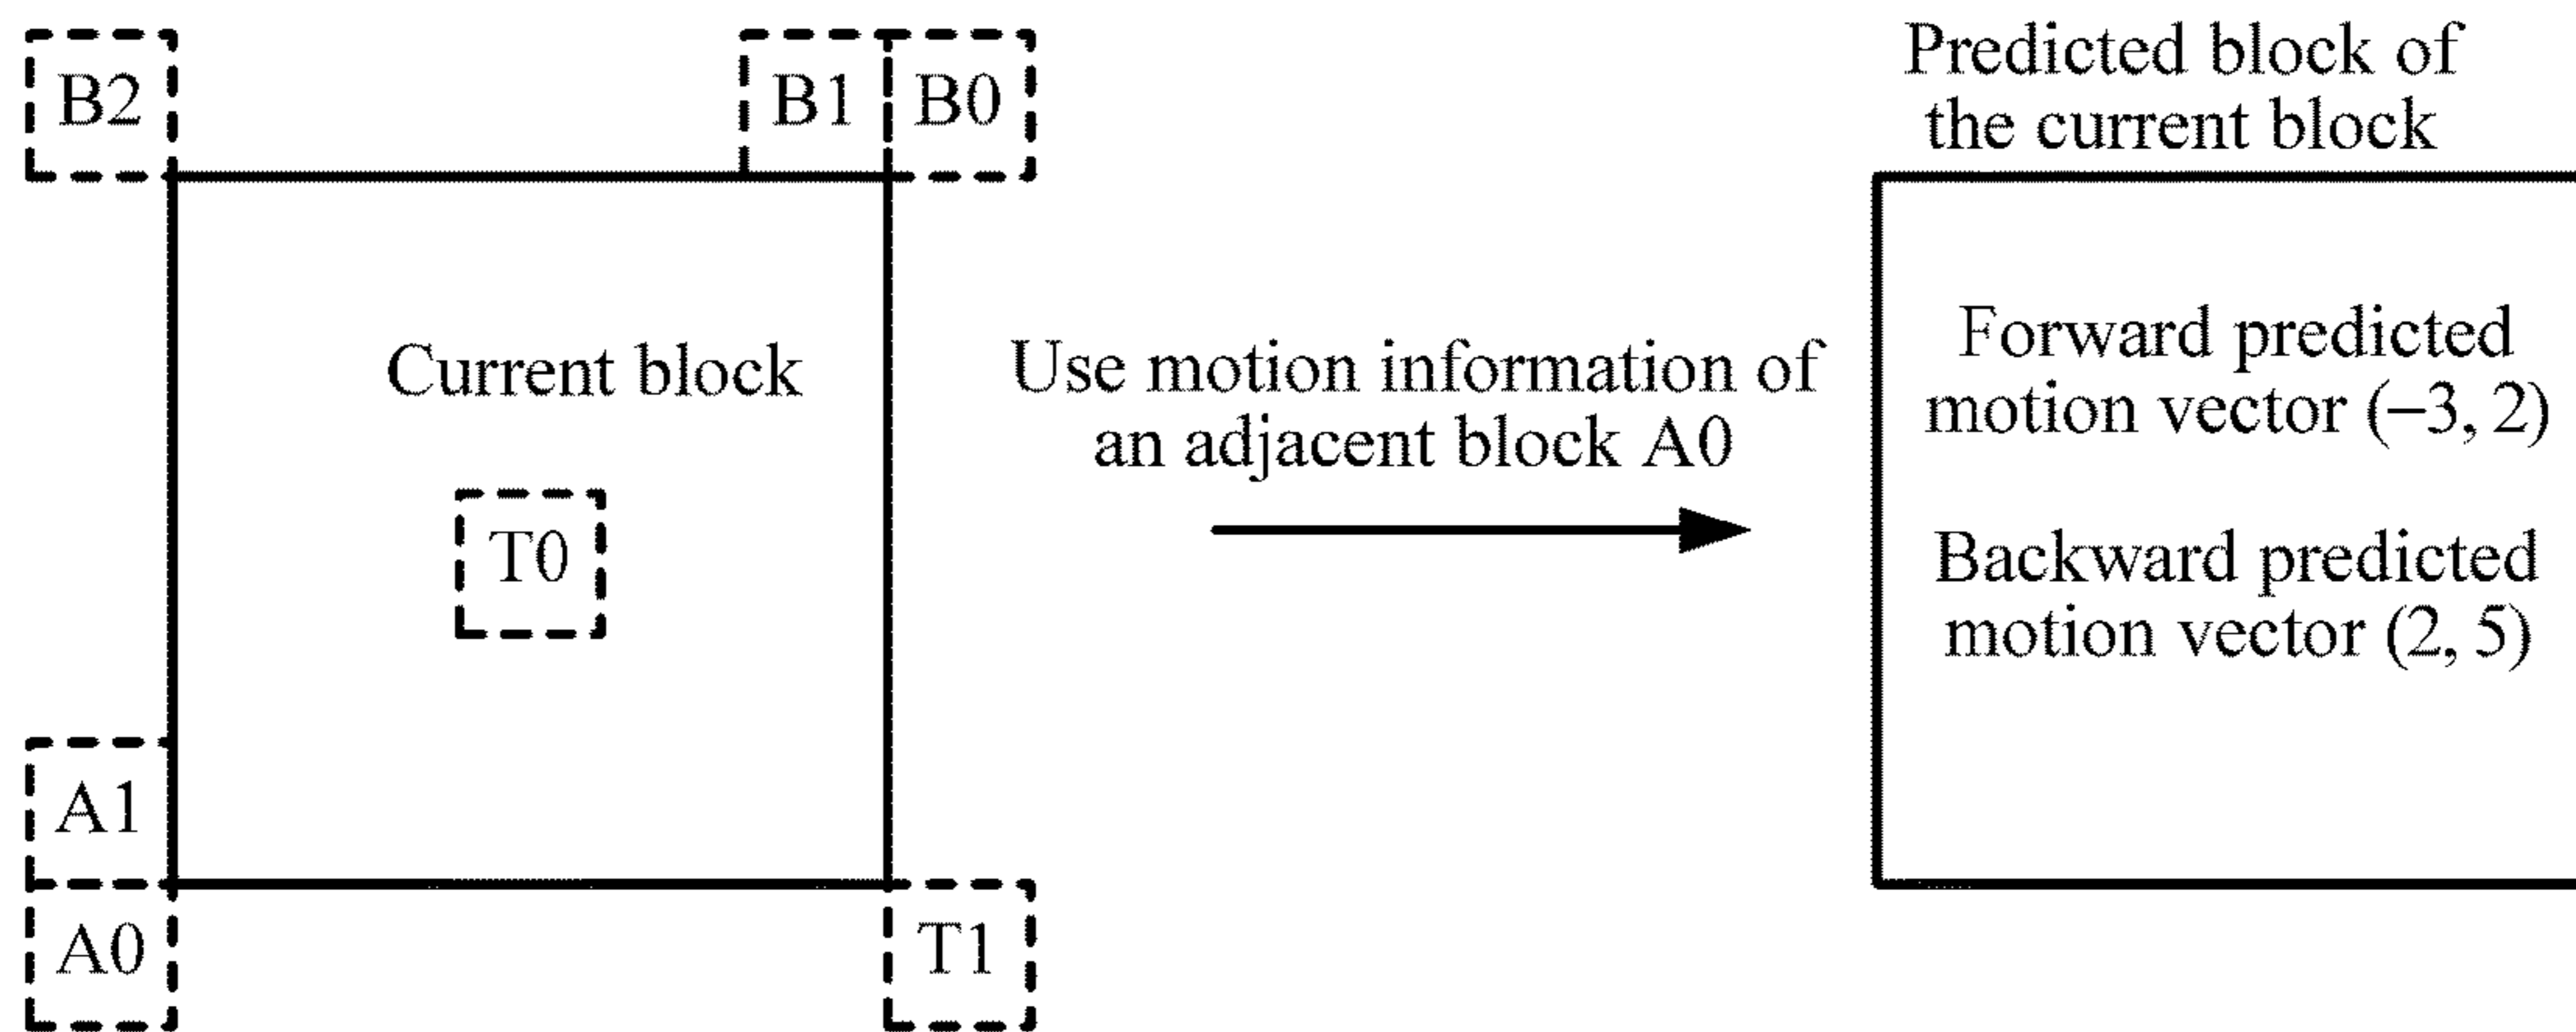 B2
B1
B0
Current block
T0
A1
A0
T1
Use motion information of
an adjacent block A0
Predicted block of
the current block
Forward predicted
motion vector (−3, 2)
Backward predicted
motion vector (2, 5)